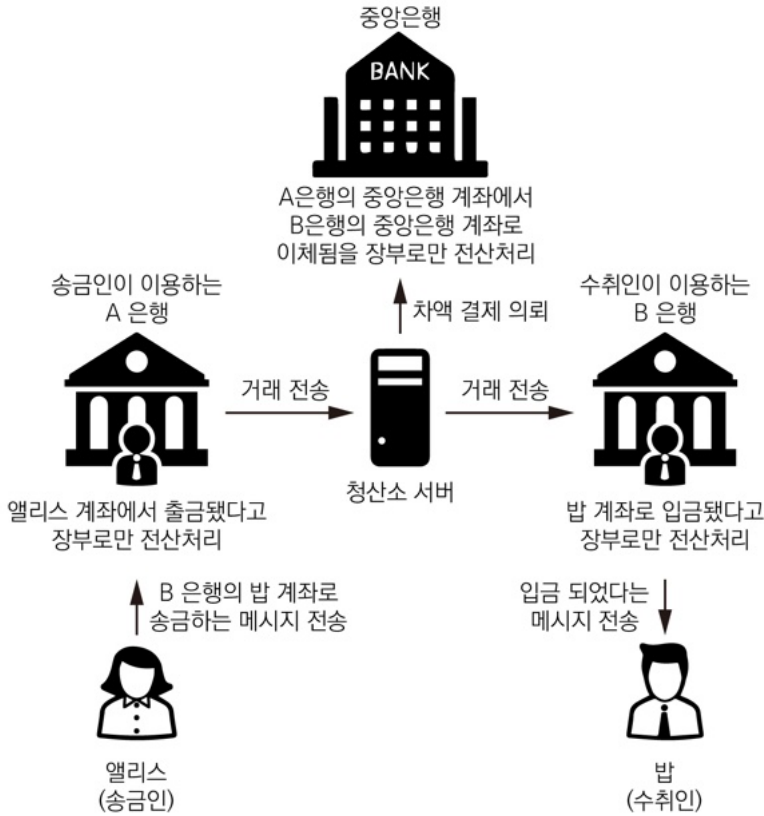 중앙은행
BANK
A은행의 중앙은행 계좌에서
B은행의 중앙은행 계좌로
이체됨을 장부로만 전산처리
송금인이 이용하는
A 은행
차액 결제 의뢰
수취인이 이용하는
B 은행
거래 전송
거래 전송
청산소 서버
앨리스 계좌에서 출금됐다고
장부로만 전산처리
밥 계좌로 입금됐다고
장부로만 전산처리
B 은행의 밥 계좌로
송금하는 메시지 전송
입금 되었다는
메시지 전송
앨리스
(송금인)
밥
(수취인)